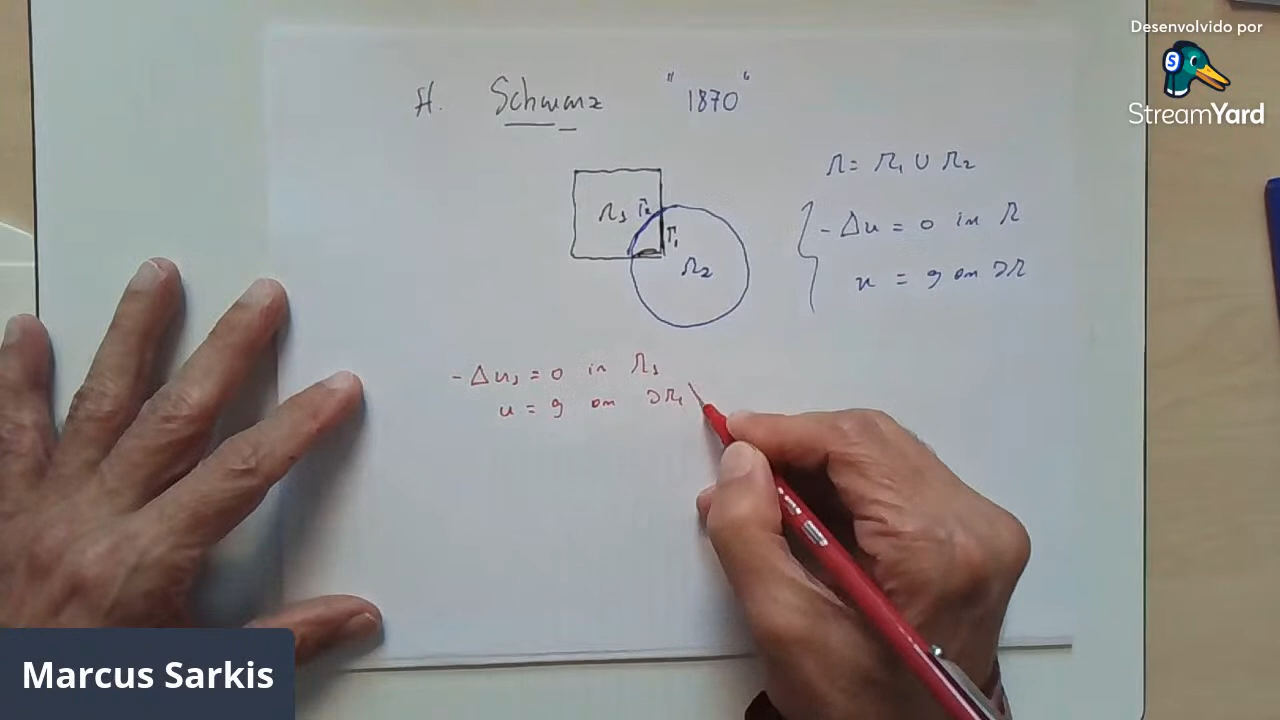 Desenvolvido por
StreamYard
H. Schwarz "1870"
Ω = Ω₁ ∪ Ω₂
Ω₁ Γ₂
Γ₁
Ω₂
-Δu = 0 in Ω
u = g on ∂Ω
-Δu₁ = 0 in Ω₁
u = g on ∂Ω₁ \
Marcus Sarkis